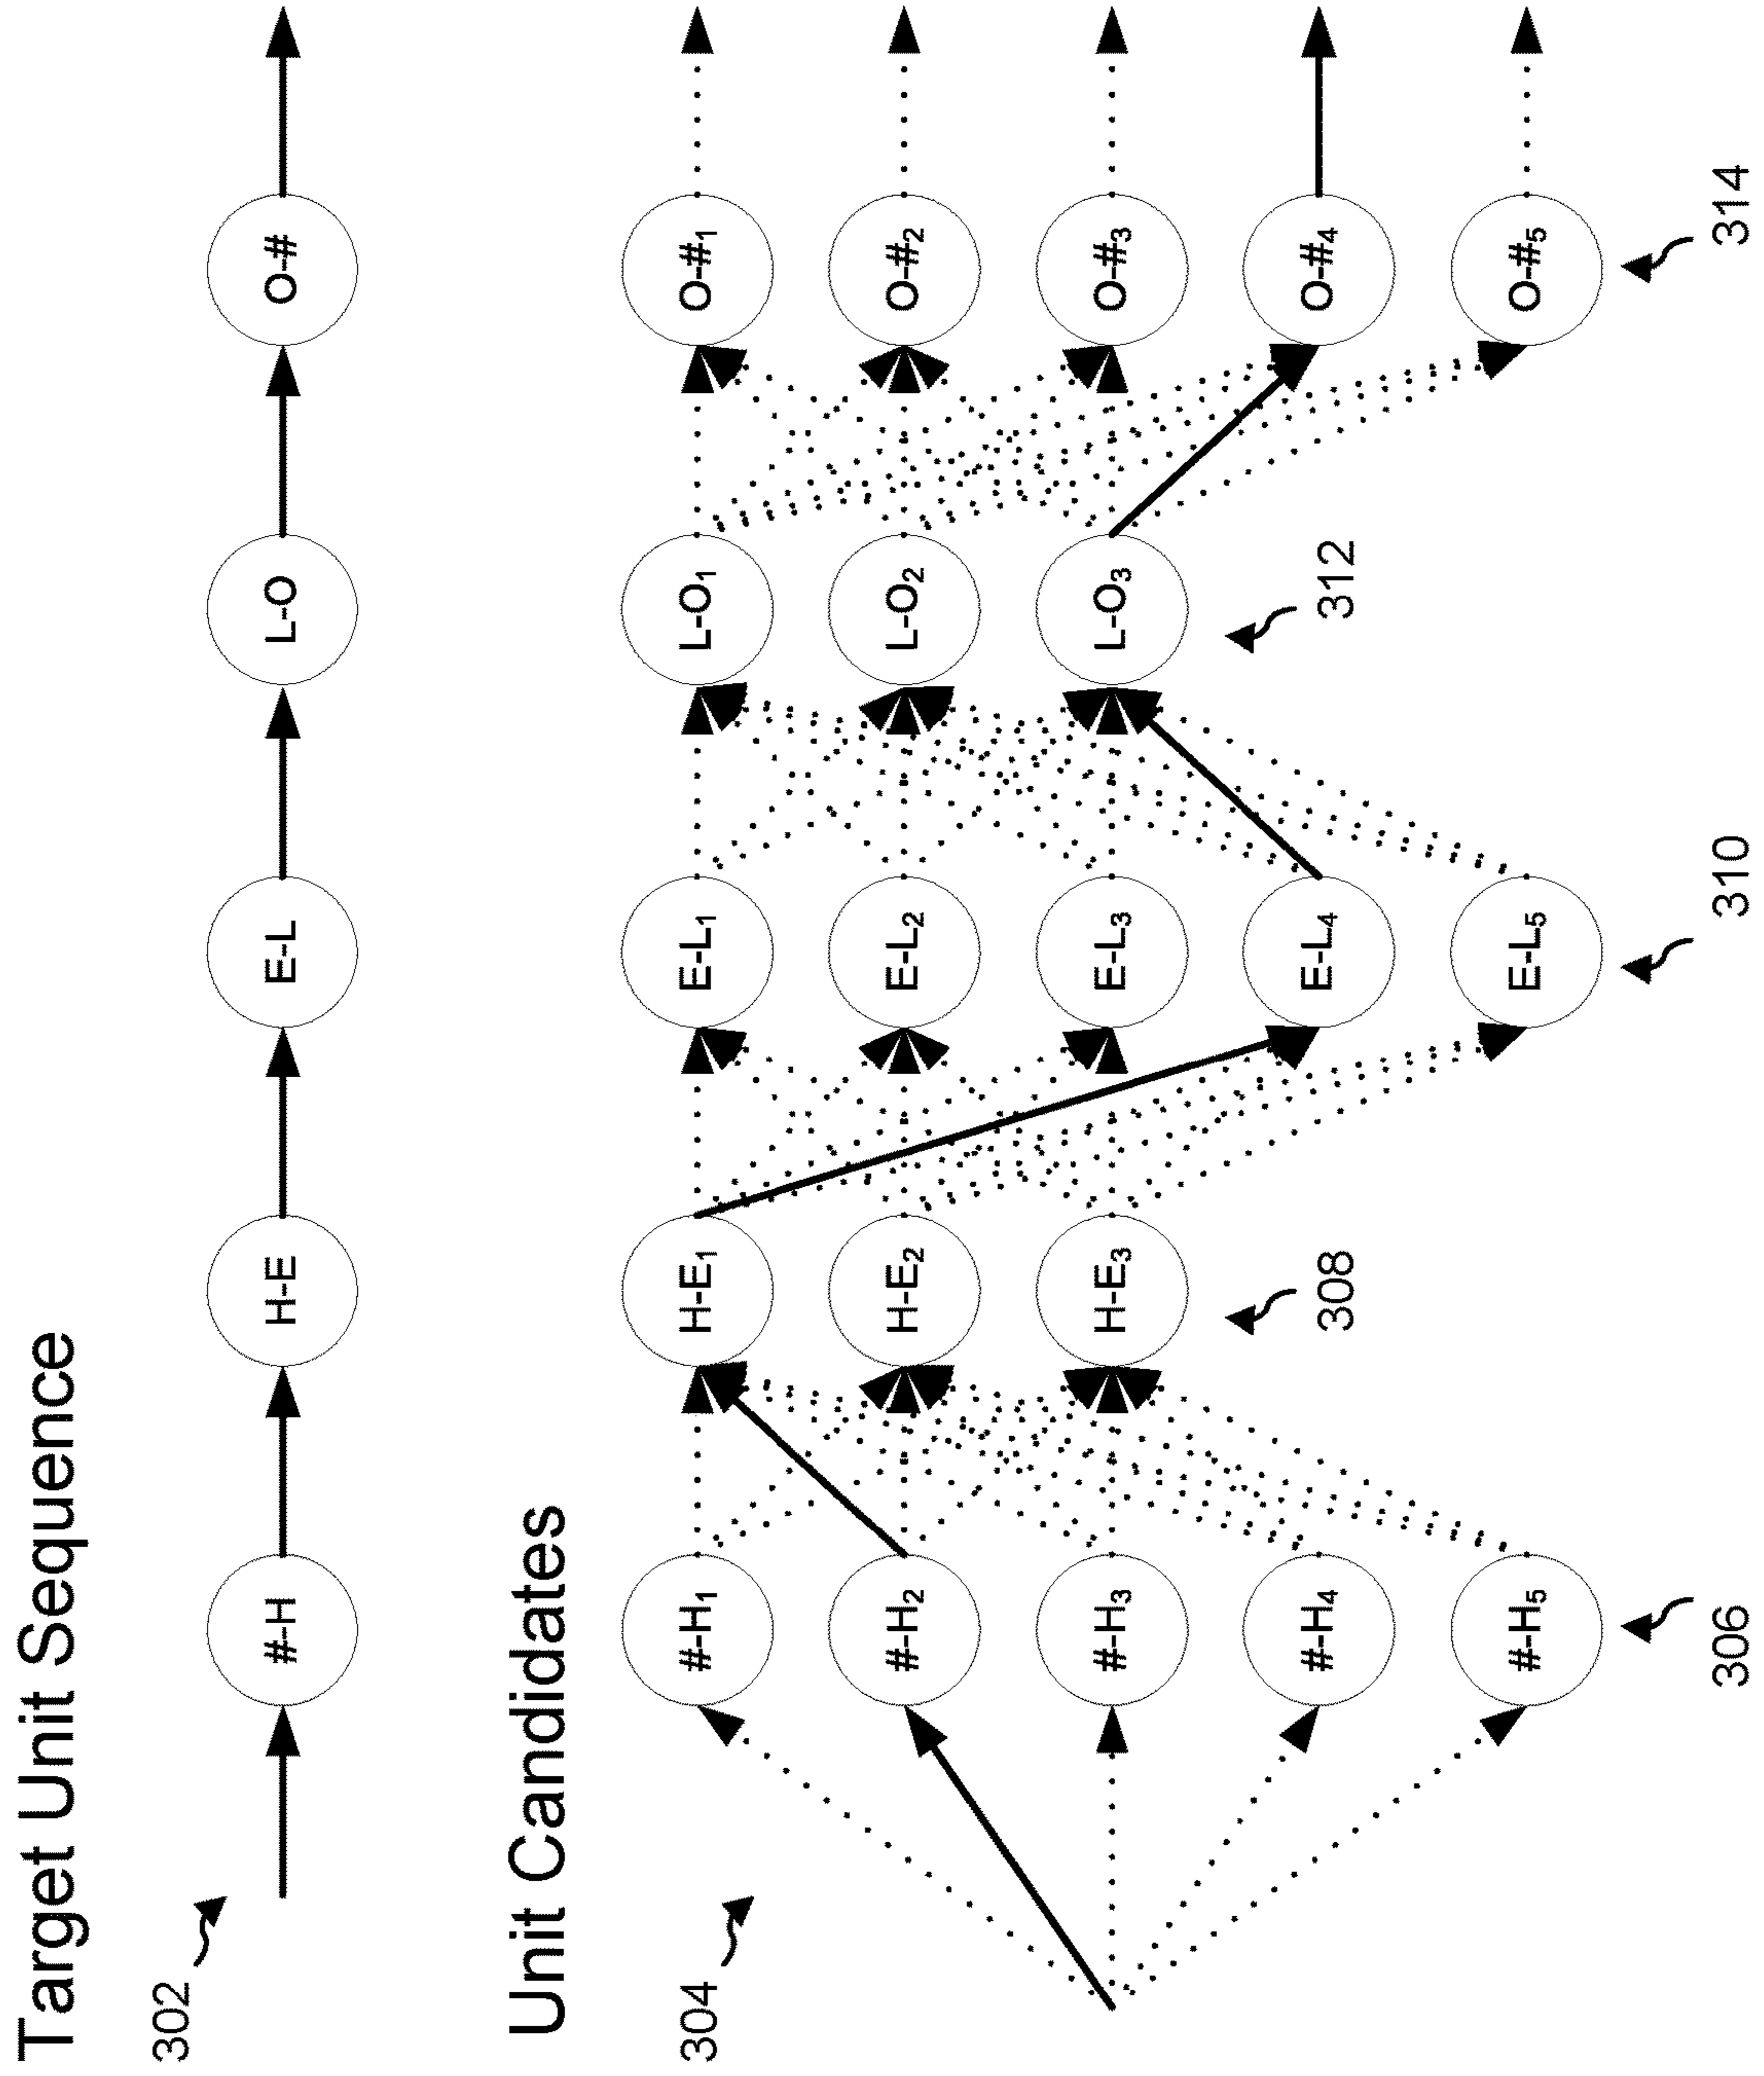 Target Unit Sequence
302
#-H
H-E
E-L
L-O
O-#
Unit Candidates
304
#-H₁
H-E₁
E-L₁
L-O₁
O-#₁
#-H₂
H-E₂
E-L₂
L-O₂
O-#₂
#-H₃
H-E₃
E-L₃
L-O₃
O-#₃
#-H₄
E-L₄
O-#₄
#-H₅
E-L₅
O-#₅
308
312
306
310
314